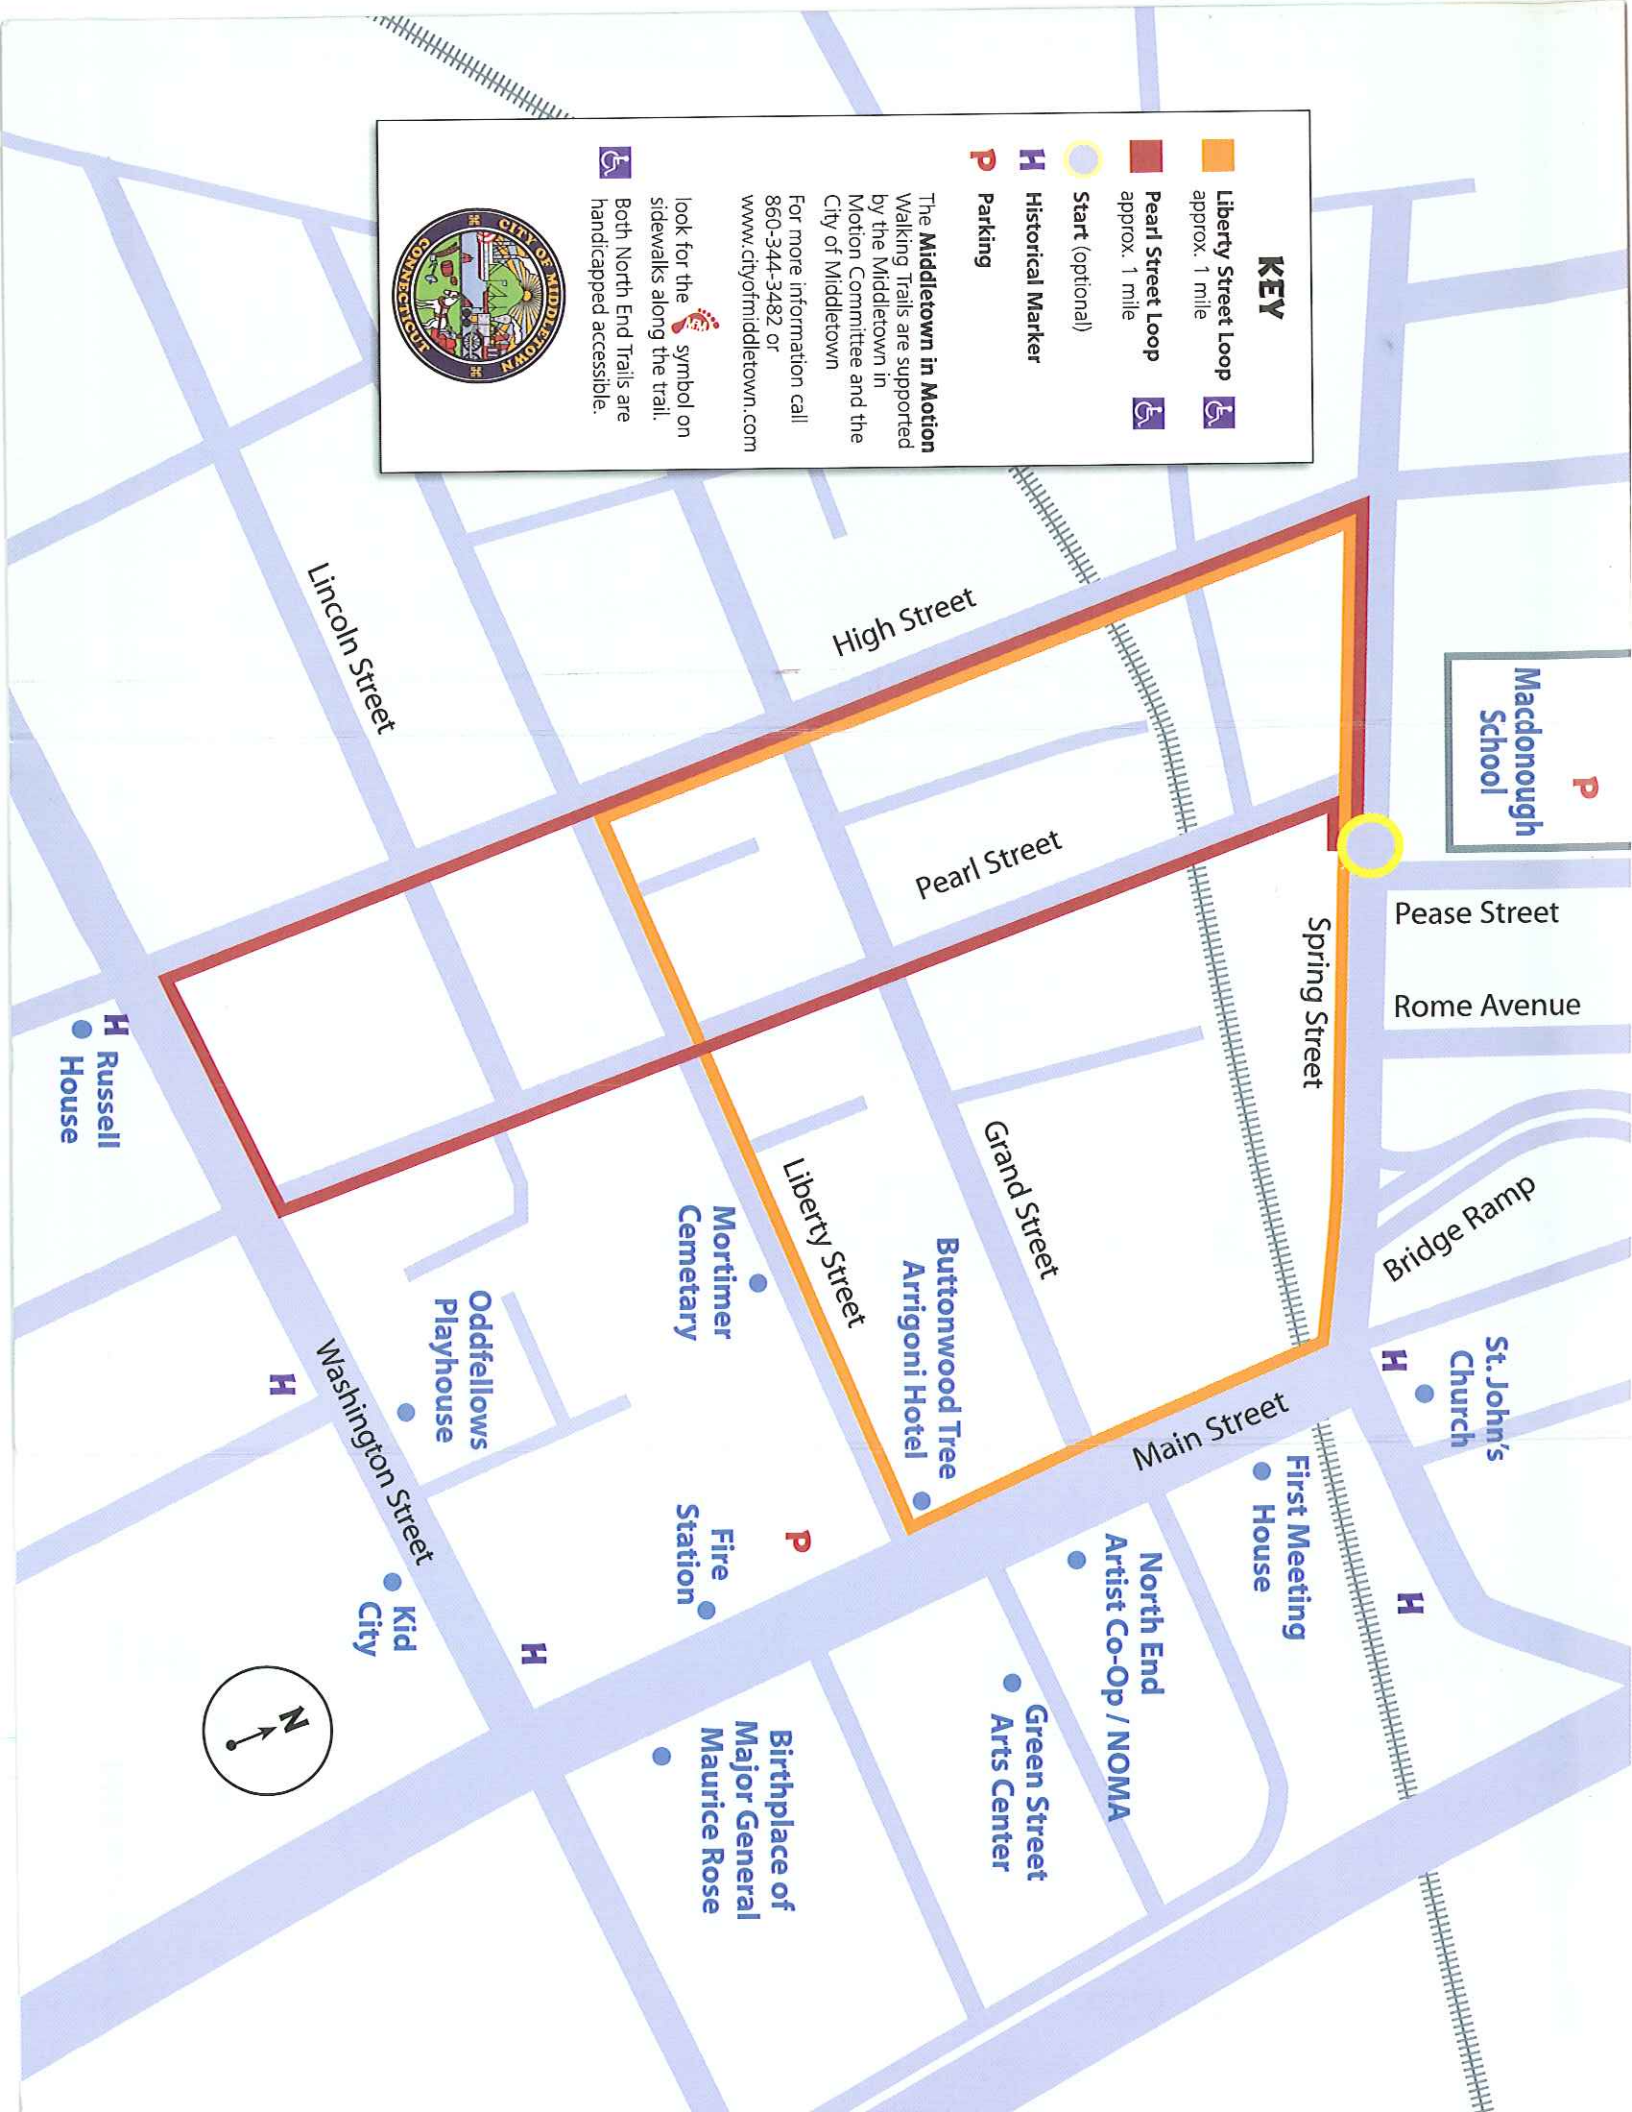 KEY
Liberty Street Loop
approx. 1 mile
Pearl Street Loop
approx. 1 mile
Start (optional)
H Historical Marker
P Parking
The Middletown in Motion
Walking Trails are supported
by the Middletown in
Motion Committee and the
City of Middletown
For more information call
860-344-3482 or
www.cityofmiddletown.com
look for the symbol on
sidewalks along the trail.
Both North End Trails are
handicapped accessible.
CITY OF MIDDLETOWN
CONNECTICUT
P
Macdonough
School
Pease Street
Rome Avenue
Spring Street
Bridge Ramp
St. John's
Church
H
H
High Street
Pearl Street
Grand Street
Main Street
First Meeting
House
Buttonwood Tree
Arrigoni Hotel
North End
Artist Co-Op / NOMA
Green Street
Arts Center
Liberty Street
Mortimer
Cemetary
P
Fire
Station
Birthplace of
Major General
Maurice Rose
Lincoln Street
Oddfellows
Playhouse
Washington Street
H
H
Kid
City
H Russell
House
N